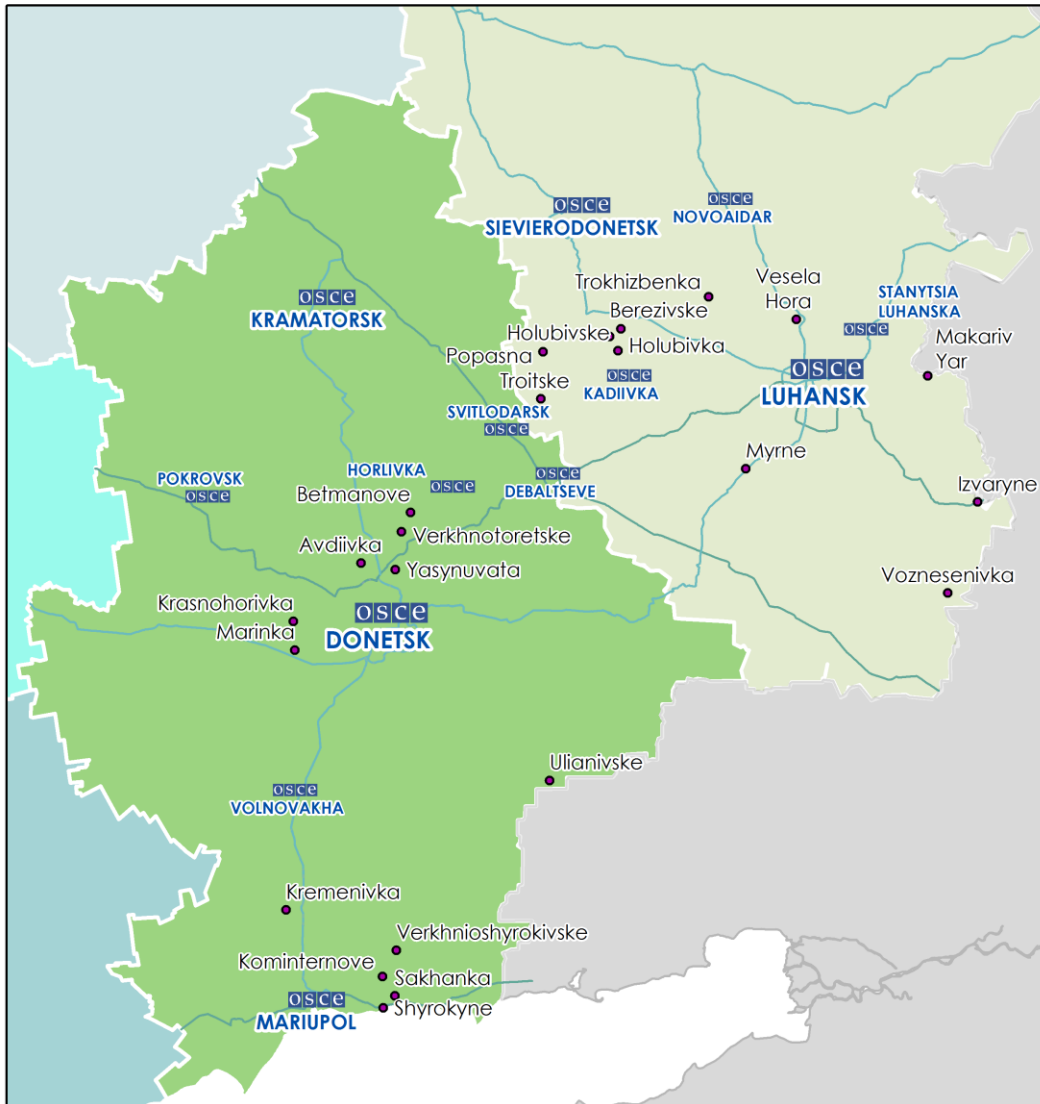 osce
SIEVIERODONETSK
osce
NOVOAIDAR
Trokhizbenka
Vesela
Hora
osce
KRAMATORSK
Berezivske
STANYTSIA
LUHANSKA
osce
Holubivske
Holubivka
Makariv
Yar
Popasna
osce
KADIIVKA
osce
LUHANSK
Troitske
SVITLODARSK
osce
Myrne
POKROVSK
osce
HORLIVKA
osce
osce
DEBALTSEVE
Izvaryne
Betmanove
Verkhnotoretske
Avdiivka
Yasynuvata
Voznesenivka
Krasnohorivka
osce
DONETSK
Marinka
Ulianivske
osce
VOLNOVAKHA
Kremenivka
Verkhnioshyrokivske
Kominternove
Sakhanka
osce
MARIUPOL
Shyrokyne